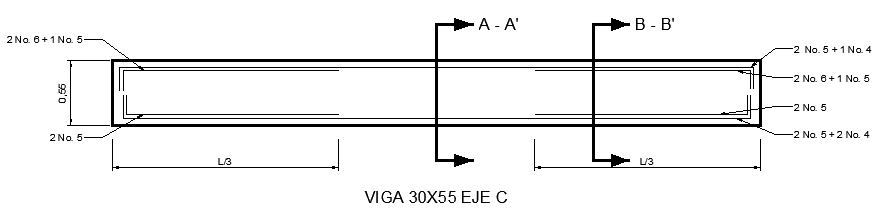 A - A'
B - B'
2 No. 6 + 1 No. 5
2 No. 5 + 1 No. 4
2 No. 6 + 1 No. 5
0,55
2 No. 5
2 No. 5
2 No. 5 + 2 No. 4
L/3
L/3
VIGA 30X55 EJE C